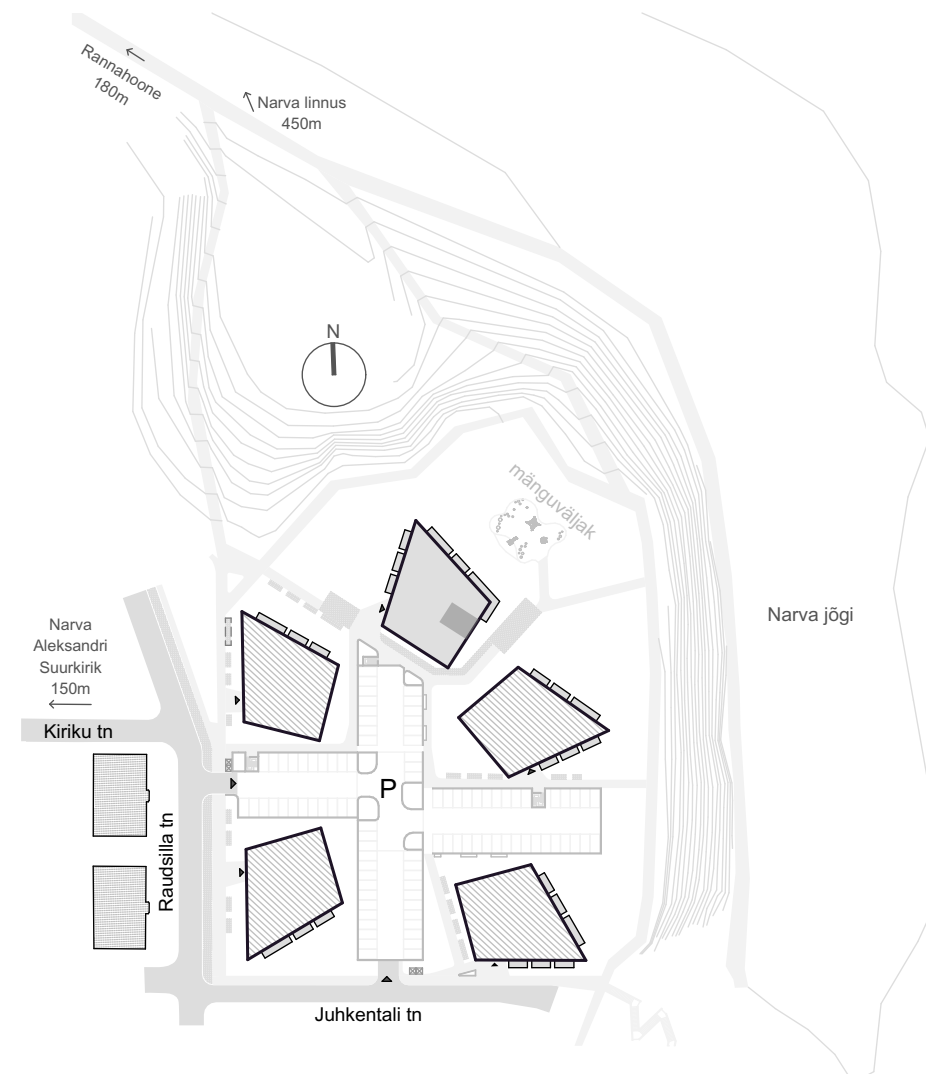 Rannahoone
180m
Narva linnus
450m
N
mänguväljak
Narva jõgi
Narva
Aleksandri
Suurkirik
150m
Kiriku tn
P
Raudsilla tn
Juhkentali tn